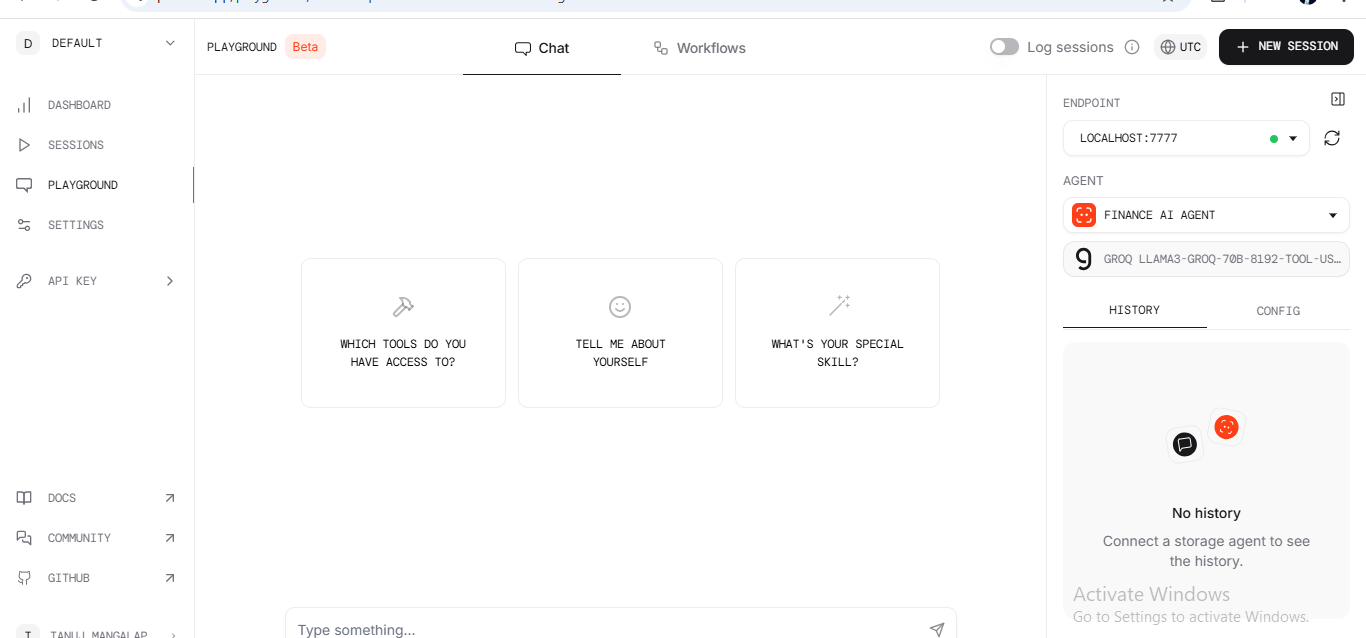 D DEFAULT
PLAYGROUND Beta
Chat
Workflows
Log sessions
UTC
NEW SESSION
DASHBOARD
SESSIONS
PLAYGROUND
SETTINGS
API KEY
DOCS
COMMUNITY
GITHUB
WHICH TOOLS DO YOU
HAVE ACCESS TO?
TELL ME ABOUT
YOURSELF
WHAT'S YOUR SPECIAL
SKILL?
Type something...
ENDPOINT
LOCALHOST:7777
AGENT
FINANCE AI AGENT
GROQ LLAMA3-GROQ-70B-8192-TOOL-US…
HISTORY
CONFIG
No history
Connect a storage agent to see
the history.
Activate Windows
Go to Settings to activate Windows.